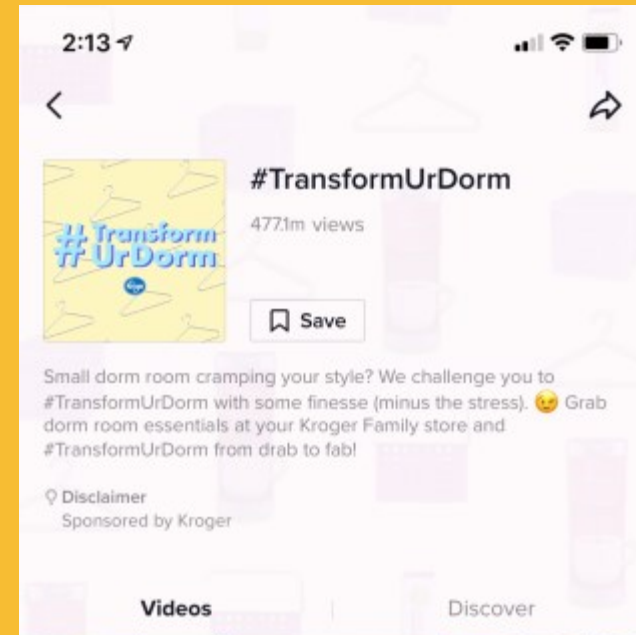 2:13
#TransformUrDorm
477.1m views
# Transform
UrDorm
Kroger
Save
Small dorm room cramping your style? We challenge you to
#TransformUrDorm with some finesse (minus the stress). 😉 Grab
dorm room essentials at your Kroger Family store and
#TransformUrDorm from drab to fab!
Disclaimer
Sponsored by Kroger
Videos
Discover